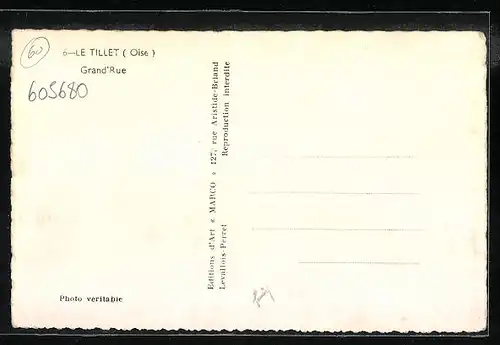 60
6—LE TILLET ( Oise )
Grand'Rue
605680
Editions d'Art « MARCO » 127, rue Aristide-Briand
Levallois-Perret Reproduction interdite
Photo veritable